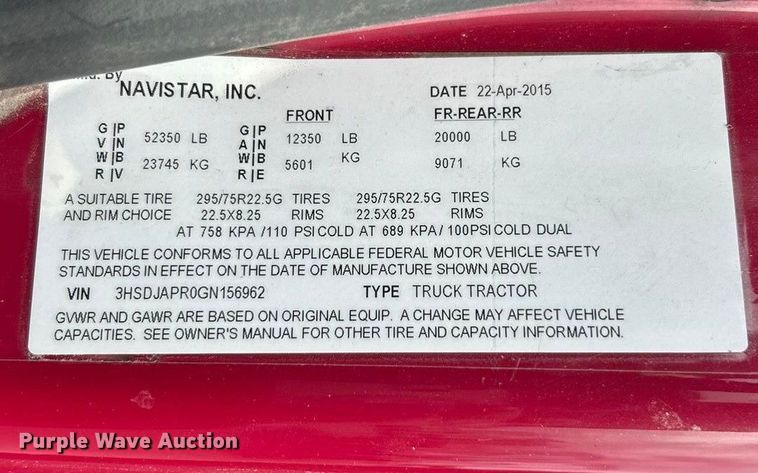 Mfd. By
NAVISTAR, INC. DATE 22-Apr-2015
FRONT FR-REAR-RR
G |P 52350 LB G |P 12350 LB 20000 LB
V |N A |N
W|B 23745 KG W|B 5601 KG 9071 KG
R |V R |E
A SUITABLE TIRE 295/75R22.5G TIRES 295/75R22.5G TIRES
AND RIM CHOICE 22.5X8.25 RIMS 22.5X8.25 RIMS
AT 758 KPA /110 PSI COLD AT 689 KPA/ 100PSI COLD DUAL
THIS VEHICLE CONFORMS TO ALL APPLICABLE FEDERAL MOTOR VEHICLE SAFETY
STANDARDS IN EFFECT ON THE DATE OF MANUFACTURE SHOWN ABOVE.
VIN 3HSDJAPR0GN156962 TYPE TRUCK TRACTOR
GVWR AND GAWR ARE BASED ON ORIGINAL EQUIP. A CHANGE MAY AFFECT VEHICLE
CAPACITIES. SEE OWNER'S MANUAL FOR OTHER TIRE AND CAPACITY INFORMATION.
Purple Wave Auction